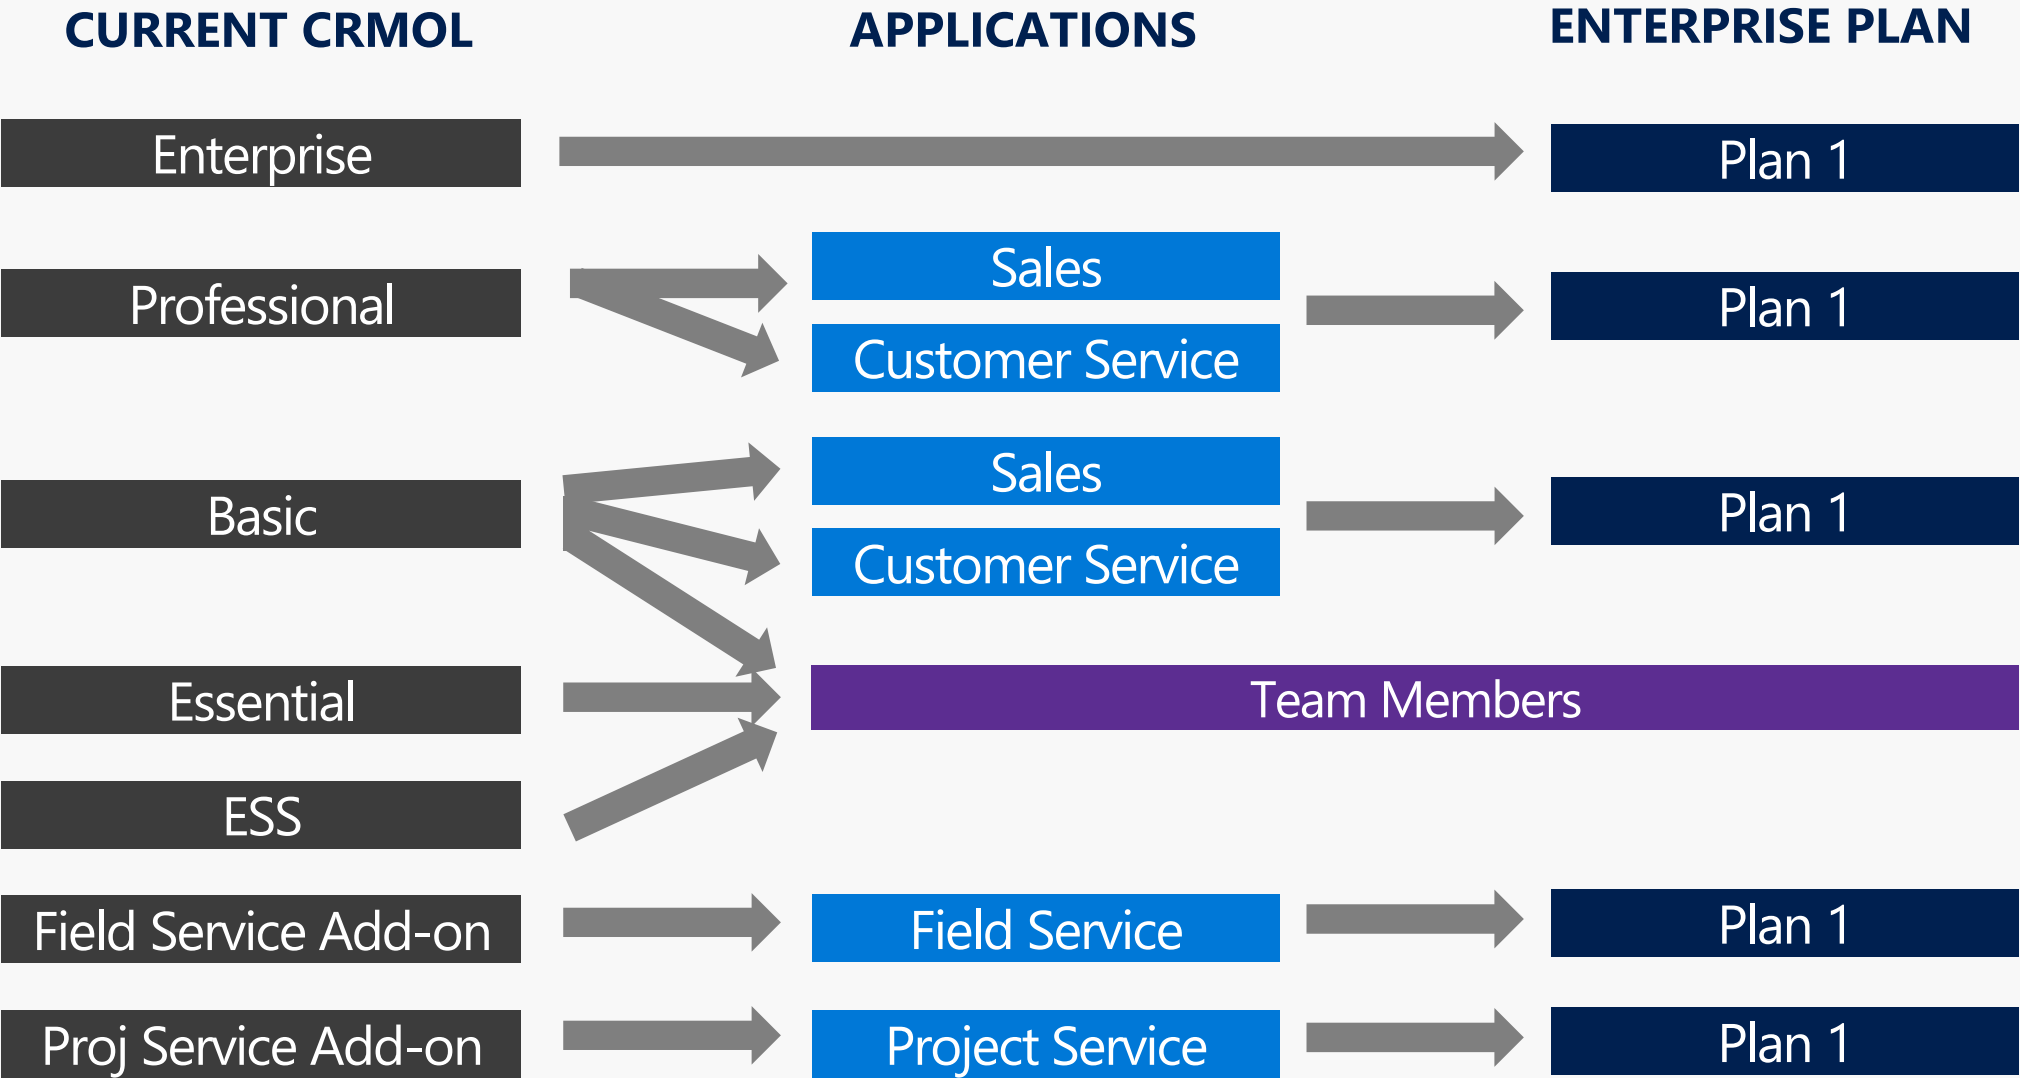 CURRENT CRMOL APPLICATIONS ENTERPRISE PLAN
Enterprise Plan 1
Professional Sales Plan 1
Customer Service
Basic Sales Plan 1
Customer Service
Essential Team Members
ESS
Field Service Add-on Field Service Plan 1
Proj Service Add-on Project Service Plan 1